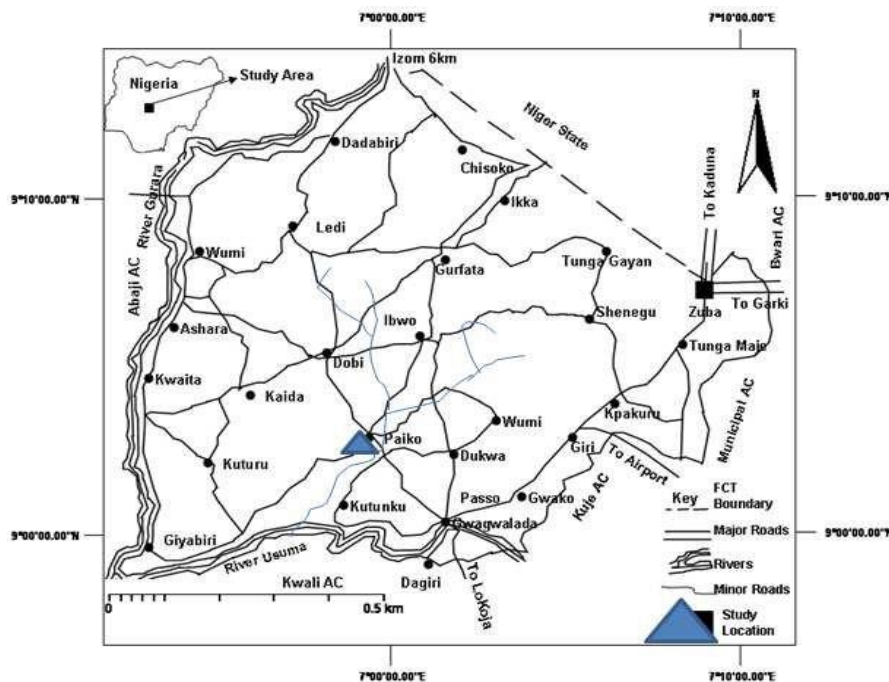 7°00'00.00"E
7°10'00.00"E
Izom 6km
Nigeria
Study Area
Niger State
N
Dadabiri
Chisoko
To Kaduna
9°10'00.00"N
9°10'00.00"N
River Gorara
Ikka
Bwari AC
Ledi
Wumi
Gurfata
Tunga Gayan
Abaji AC
To Garki
Zuba
Ibwo
Shenegu
Ashara
Tunga Maje
Dobi
Kwaita
Kaida
Kpakuru
Wumi
Municipal AC
Paiko
Giri
Dukwa
To Airport
Kuturu
Passo
Gwako
Kuje AC
Key
FCT
Boundary
Kutunku
Gwagwalada
Major Roads
9°00'00.00"N
9°00'00.00"N
Giyabiri
River Usuma
Rivers
Kwali AC
Dagiri
To LoKoja
Minor Roads
0
0.5 km
Study
Location
7°00'00.00"E
7°10'00.00"E